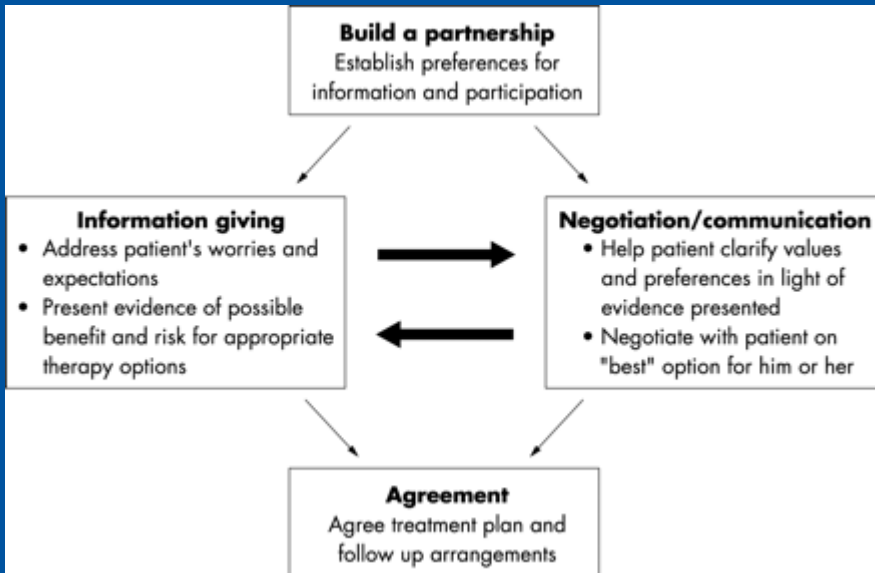 Build a partnership
Establish preferences for
information and participation
Information giving
• Address patient's worries and
expectations
• Present evidence of possible
benefit and risk for appropriate
therapy options
Negotiation/communication
• Help patient clarify values
and preferences in light of
evidence presented
• Negotiate with patient on
"best" option for him or her
Agreement
Agree treatment plan and
follow up arrangements